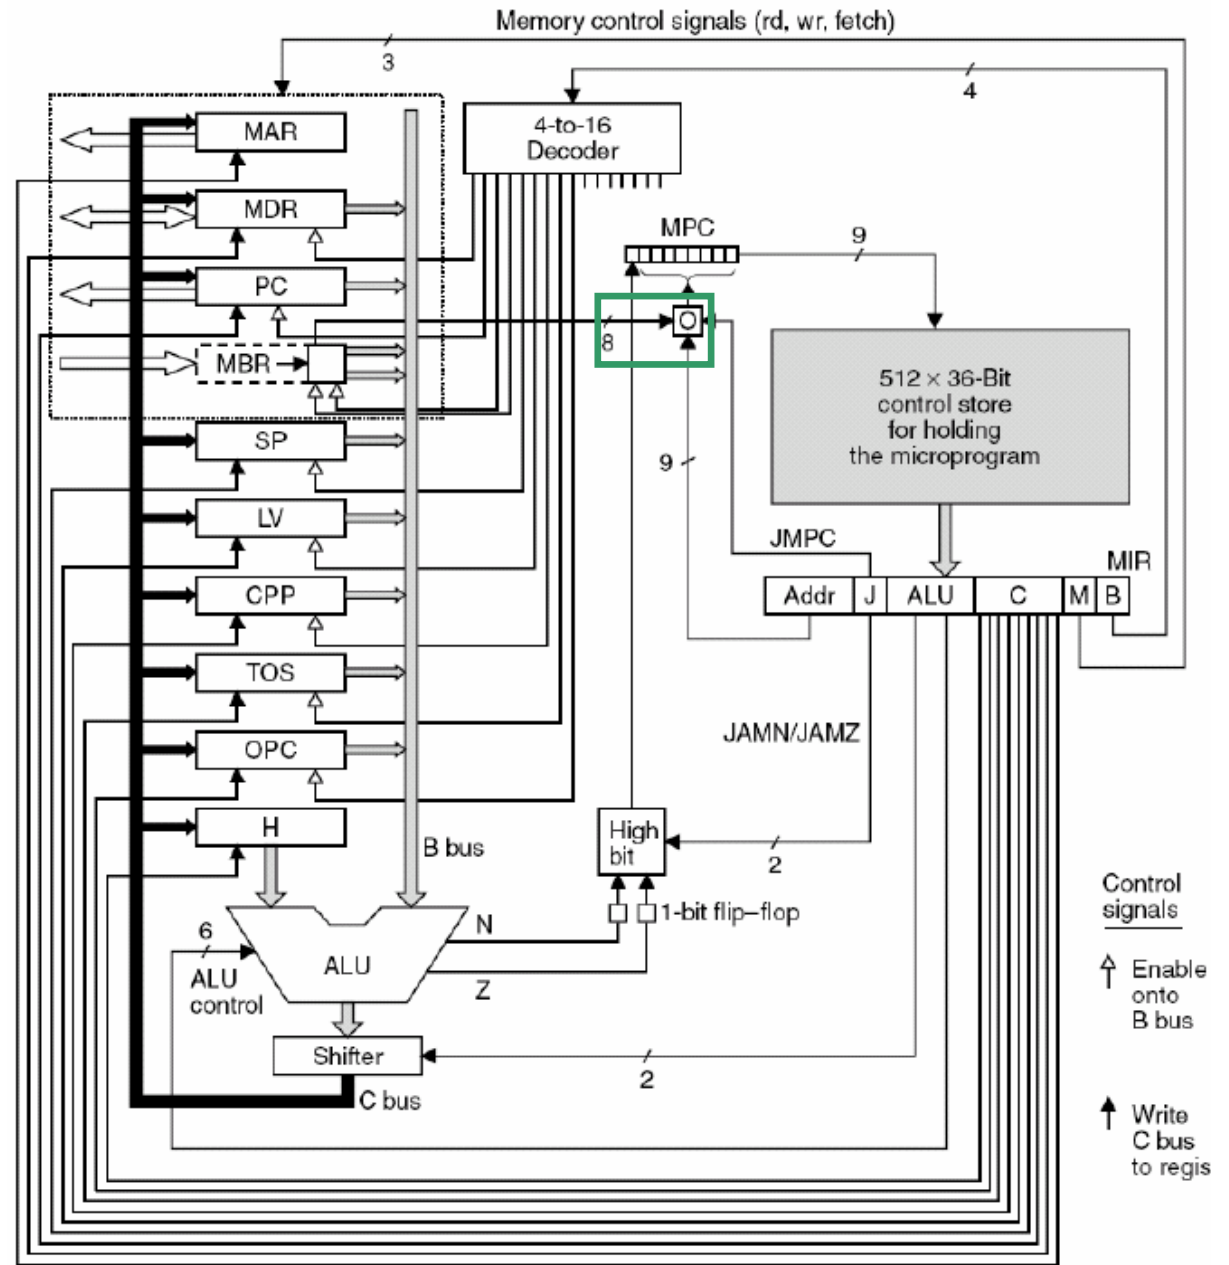 Memory control signals (rd, wr, fetch)
3
4
MAR
4-to-16
Decoder
MDR
MPC
9
PC
O
8
MBR
512 × 36-Bit
control store
for holding
the microprogram
SP
9
LV
JMPC
MIR
CPP
Addr
J
ALU
C
M
B
TOS
JAMN/JAMZ
OPC
H
High
bit
B bus
2
Control
signals
1-bit flip–flop
N
6
ALU
Z
ALU
control
Enable
onto
B bus
Shifter
2
C bus
Write
C bus
to regis